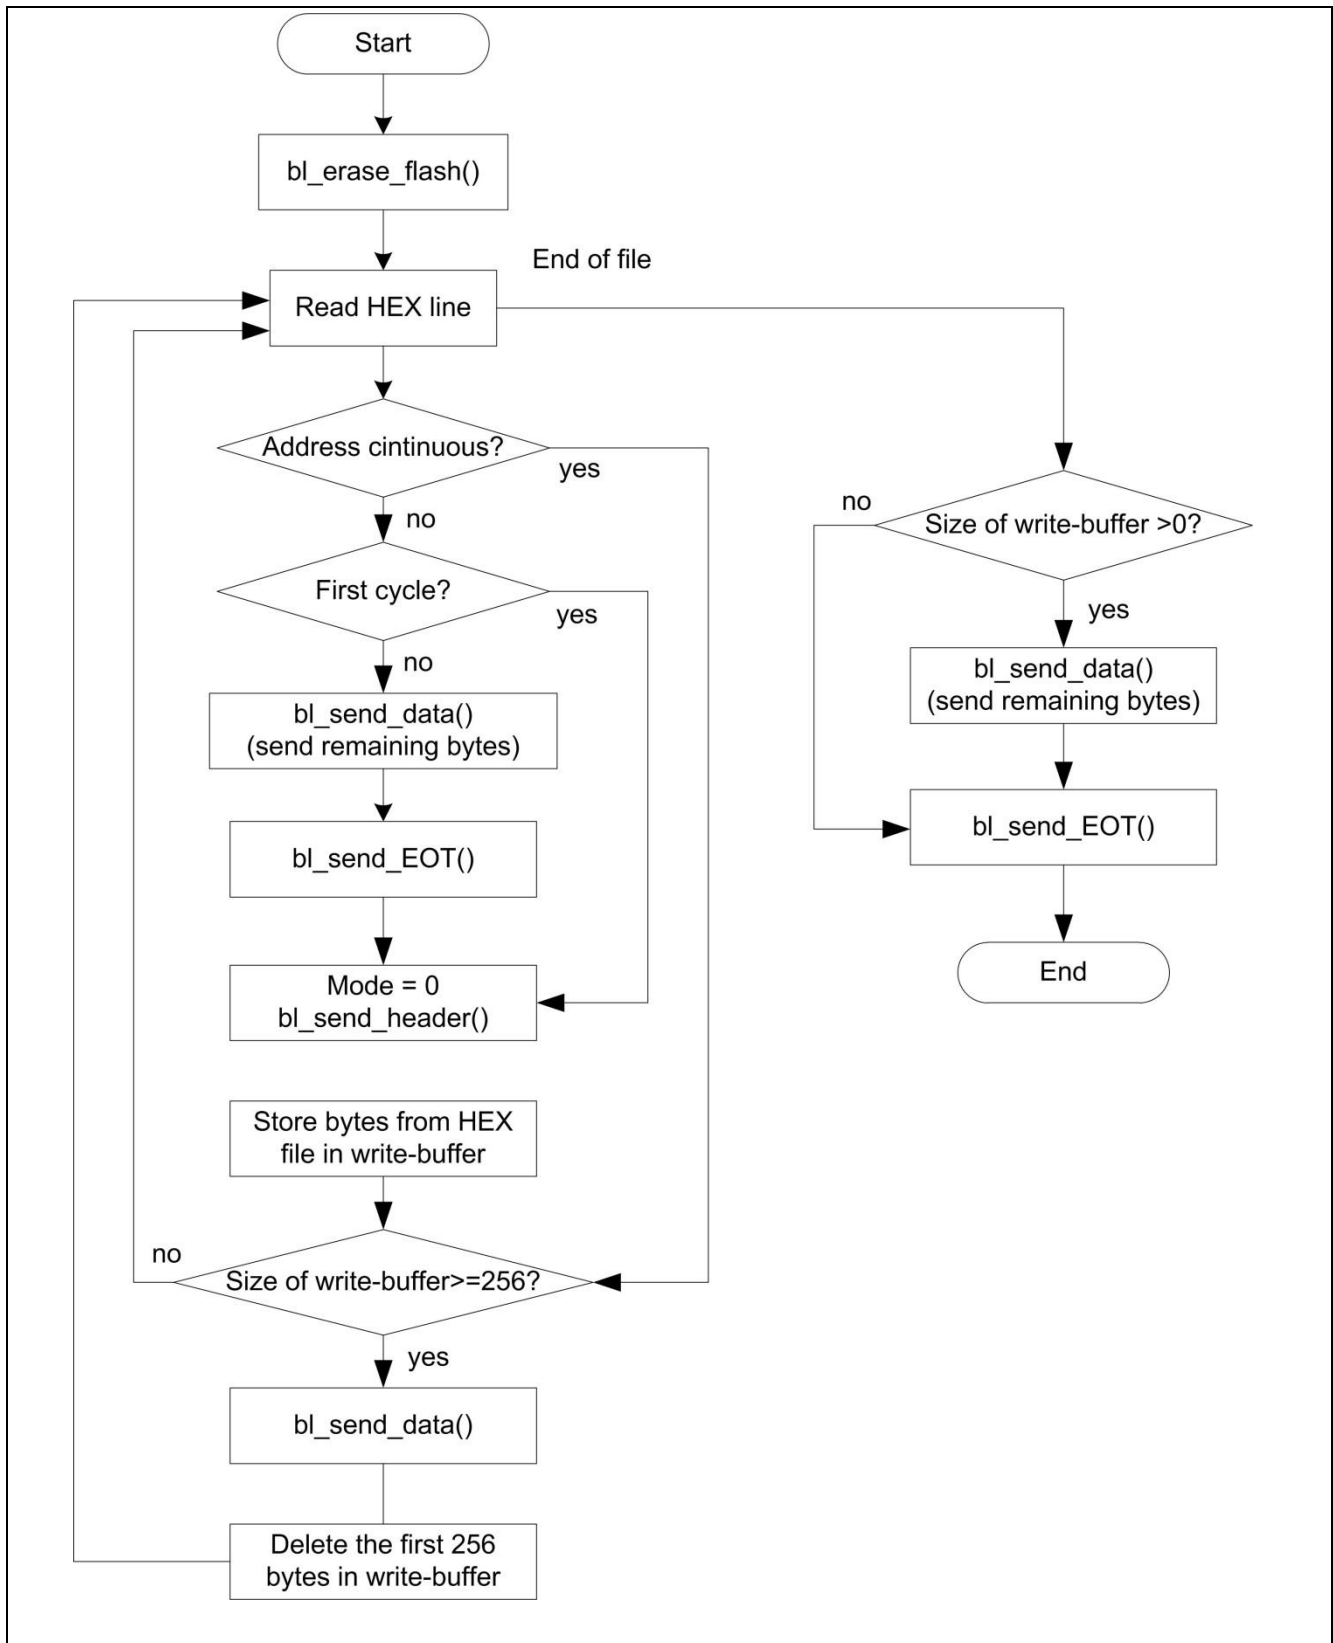 Start
bl_erase_flash()
End of file
Read HEX line
Address cintinuous?
yes
no
First cycle?
yes
no
bl_send_data()
(send remaining bytes)
bl_send_EOT()
Mode = 0
bl_send_header()
Store bytes from HEX
file in write-buffer
no
Size of write-buffer>=256?
yes
bl_send_data()
Delete the first 256
bytes in write-buffer
no
Size of write-buffer >0?
yes
bl_send_data()
(send remaining bytes)
bl_send_EOT()
End